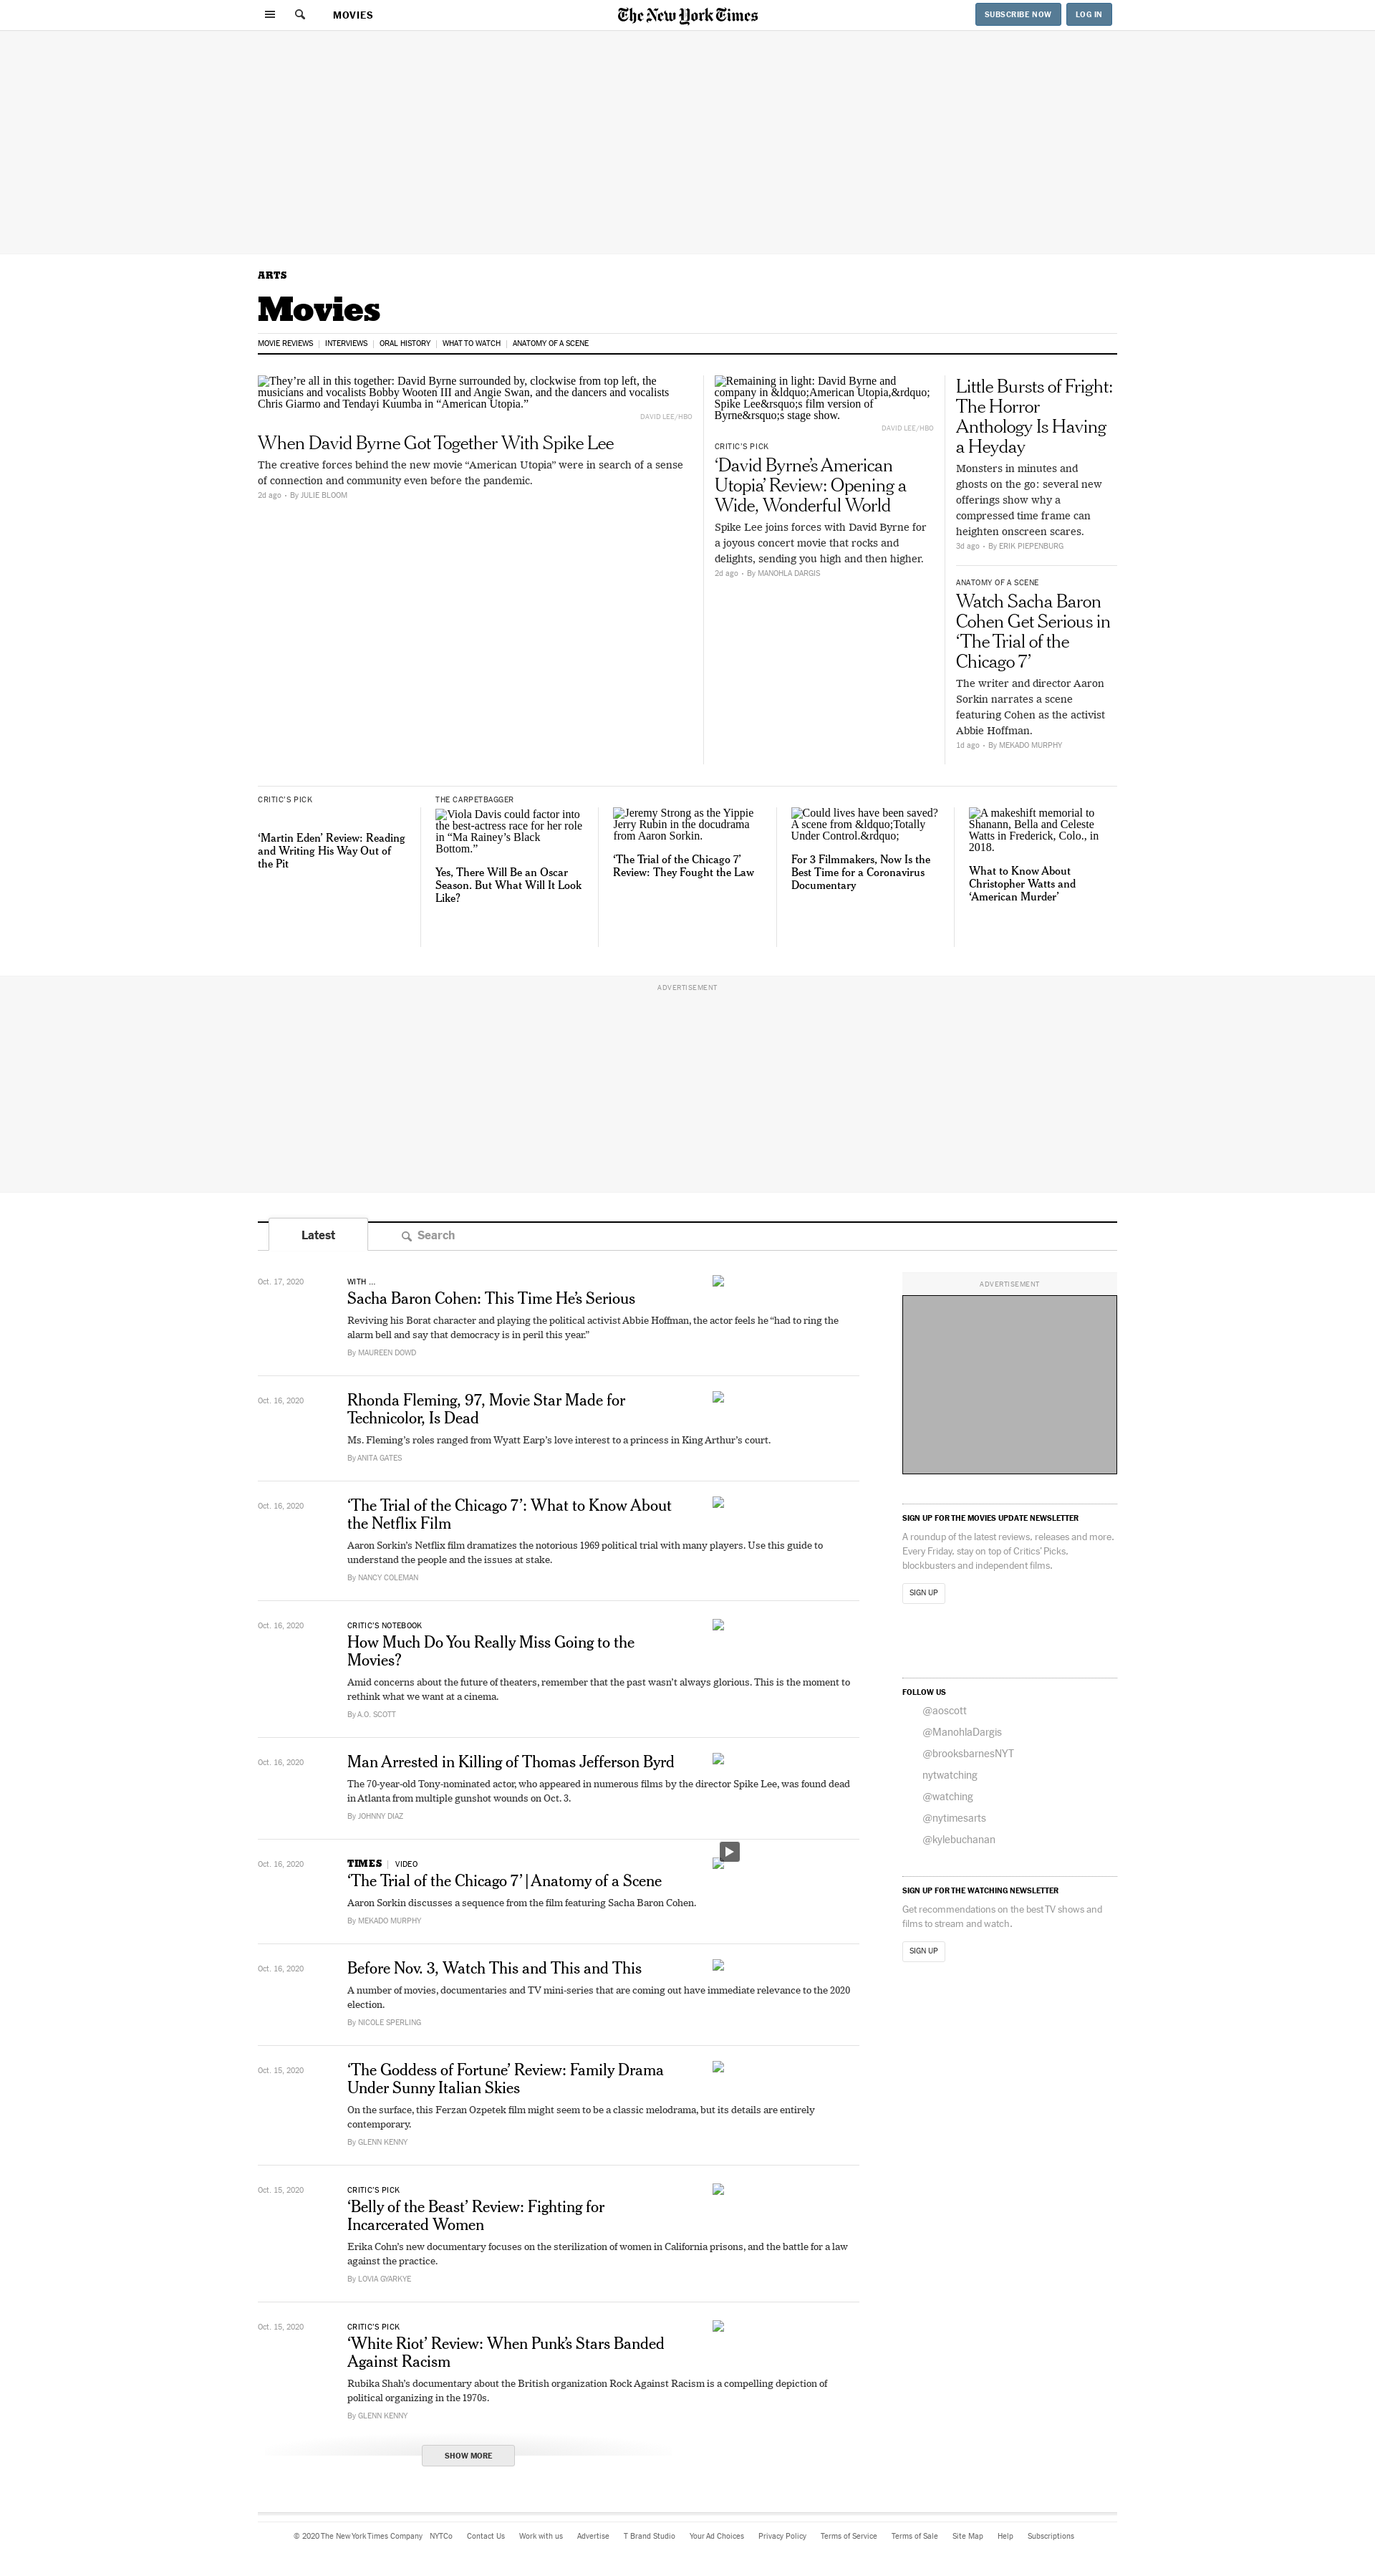 MOVIES
The New York Times
SUBSCRIBE NOW
LOG IN
ARTS
Movies
MOVIE REVIEWS
INTERVIEWS
ORAL HISTORY
WHAT TO WATCH
ANATOMY OF A SCENE
They’re all in this together: David Byrne surrounded by, clockwise from top left, the
musicians and vocalists Bobby Wooten III and Angie Swan, and the dancers and vocalists
Chris Giarmo and Tendayi Kuumba in “American Utopia.”
DAVID LEE/HBO
When David Byrne Got Together With Spike Lee
The creative forces behind the new movie “American Utopia” were in search of a sense
of connection and community even before the pandemic.
2d ago • By JULIE BLOOM
Remaining in light: David Byrne and
company in &ldquo;American Utopia,&rdquo;
Spike Lee&rsquo;s film version of
Byrne&rsquo;s stage show.
DAVID LEE/HBO
CRITIC’S PICK
‘David Byrne’s American
Utopia’ Review: Opening a
Wide, Wonderful World
Spike Lee joins forces with David Byrne for
a joyous concert movie that rocks and
delights, sending you high and then higher.
2d ago • By MANOHLA DARGIS
Little Bursts of Fright:
The Horror
Anthology Is Having
a Heyday
Monsters in minutes and
ghosts on the go: several new
offerings show why a
compressed time frame can
heighten onscreen scares.
3d ago • By ERIK PIEPENBURG
ANATOMY OF A SCENE
Watch Sacha Baron
Cohen Get Serious in
‘The Trial of the
Chicago 7’
The writer and director Aaron
Sorkin narrates a scene
featuring Cohen as the activist
Abbie Hoffman.
1d ago • By MEKADO MURPHY
CRITIC’S PICK
‘Martin Eden’ Review: Reading
and Writing His Way Out of
the Pit
THE CARPETBAGGER
Viola Davis could factor into
the best-actress race for her role
in “Ma Rainey’s Black
Bottom.”
Yes, There Will Be an Oscar
Season. But What Will It Look
Like?
Jeremy Strong as the Yippie
Jerry Rubin in the docudrama
from Aaron Sorkin.
‘The Trial of the Chicago 7’
Review: They Fought the Law
Could lives have been saved?
A scene from &ldquo;Totally
Under Control.&rdquo;
For 3 Filmmakers, Now Is the
Best Time for a Coronavirus
Documentary
A makeshift memorial to
Shanann, Bella and Celeste
Watts in Frederick, Colo., in
2018.
What to Know About
Christopher Watts and
‘American Murder’
ADVERTISEMENT
Latest
Search
Oct. 17, 2020
WITH ...
Sacha Baron Cohen: This Time He’s Serious
Reviving his Borat character and playing the political activist Abbie Hoffman, the actor feels he “had to ring the
alarm bell and say that democracy is in peril this year.”
By MAUREEN DOWD
Oct. 16, 2020
Rhonda Fleming, 97, Movie Star Made for
Technicolor, Is Dead
Ms. Fleming’s roles ranged from Wyatt Earp’s love interest to a princess in King Arthur’s court.
By ANITA GATES
Oct. 16, 2020
‘The Trial of the Chicago 7’: What to Know About
the Netflix Film
Aaron Sorkin’s Netflix film dramatizes the notorious 1969 political trial with many players. Use this guide to
understand the people and the issues at stake.
By NANCY COLEMAN
Oct. 16, 2020
CRITIC’S NOTEBOOK
How Much Do You Really Miss Going to the
Movies?
Amid concerns about the future of theaters, remember that the past wasn’t always glorious. This is the moment to
rethink what we want at a cinema.
By A.O. SCOTT
Oct. 16, 2020
Man Arrested in Killing of Thomas Jefferson Byrd
The 70-year-old Tony-nominated actor, who appeared in numerous films by the director Spike Lee, was found dead
in Atlanta from multiple gunshot wounds on Oct. 3.
By JOHNNY DIAZ
Oct. 16, 2020
TIMES | VIDEO
‘The Trial of the Chicago 7’ | Anatomy of a Scene
Aaron Sorkin discusses a sequence from the film featuring Sacha Baron Cohen.
By MEKADO MURPHY
Oct. 16, 2020
Before Nov. 3, Watch This and This and This
A number of movies, documentaries and TV mini-series that are coming out have immediate relevance to the 2020
election.
By NICOLE SPERLING
Oct. 15, 2020
‘The Goddess of Fortune’ Review: Family Drama
Under Sunny Italian Skies
On the surface, this Ferzan Ozpetek film might seem to be a classic melodrama, but its details are entirely
contemporary.
By GLENN KENNY
Oct. 15, 2020
CRITIC’S PICK
‘Belly of the Beast’ Review: Fighting for
Incarcerated Women
Erika Cohn’s new documentary focuses on the sterilization of women in California prisons, and the battle for a law
against the practice.
By LOVIA GYARKYE
Oct. 15, 2020
CRITIC’S PICK
‘White Riot’ Review: When Punk’s Stars Banded
Against Racism
Rubika Shah’s documentary about the British organization Rock Against Racism is a compelling depiction of
political organizing in the 1970s.
By GLENN KENNY
SHOW MORE
ADVERTISEMENT
SIGN UP FOR THE MOVIES UPDATE NEWSLETTER
A roundup of the latest reviews, releases and more.
Every Friday, stay on top of Critics’ Picks,
blockbusters and independent films.
SIGN UP
FOLLOW US
@aoscott
@ManohlaDargis
@brooksbarnesNYT
nytwatching
@watching
@nytimesarts
@kylebuchanan
SIGN UP FOR THE WATCHING NEWSLETTER
Get recommendations on the best TV shows and
films to stream and watch.
SIGN UP
© 2020 The New York Times Company NYTCo Contact Us Work with us Advertise T Brand Studio Your Ad Choices Privacy Policy Terms of Service Terms of Sale Site Map Help Subscriptions